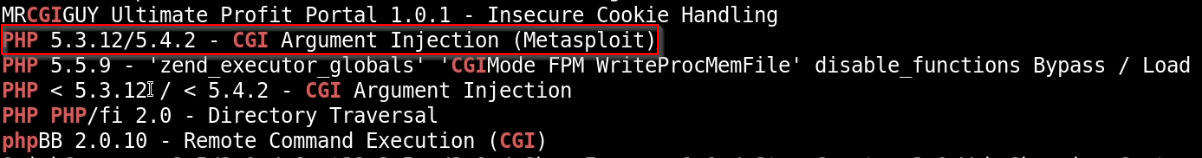 MRCGIGUY Ultimate Profit Portal 1.0.1 - Insecure Cookie Handling
PHP 5.3.12/5.4.2 - CGI Argument Injection (Metasploit)
PHP 5.5.9 - 'zend_executor_globals' 'CGIMode FPM WriteProcMemFile' disable_functions Bypass / Load
PHP < 5.3.12 / < 5.4.2 - CGI Argument Injection
PHP PHP/fi 2.0 - Directory Traversal
phpBB 2.0.10 - Remote Command Execution (CGI)